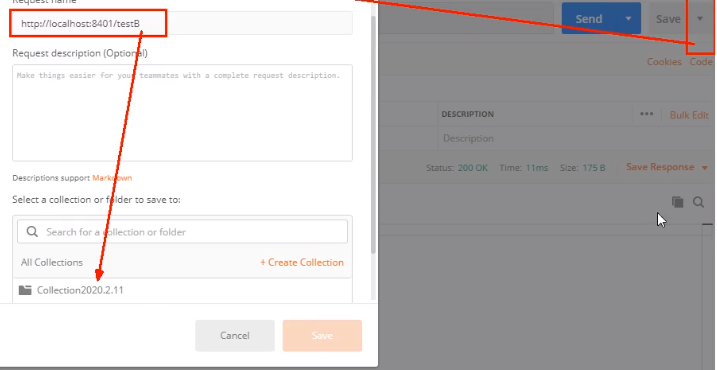 Request name
http://localhost:8401/testB
Request description (Optional)
Make things easier for your teammates with a complete request description.
Descriptions support Markdown
Select a collection or folder to save to:
Search for a collection or folder
All Collections
+ Create Collection
Collection2020.2.11
Cancel
Save
Send
Save
Cookies
Code
DESCRIPTION
••• Bulk Edit
Description
Status: 200 OK Time: 11ms Size: 175 B Save Response